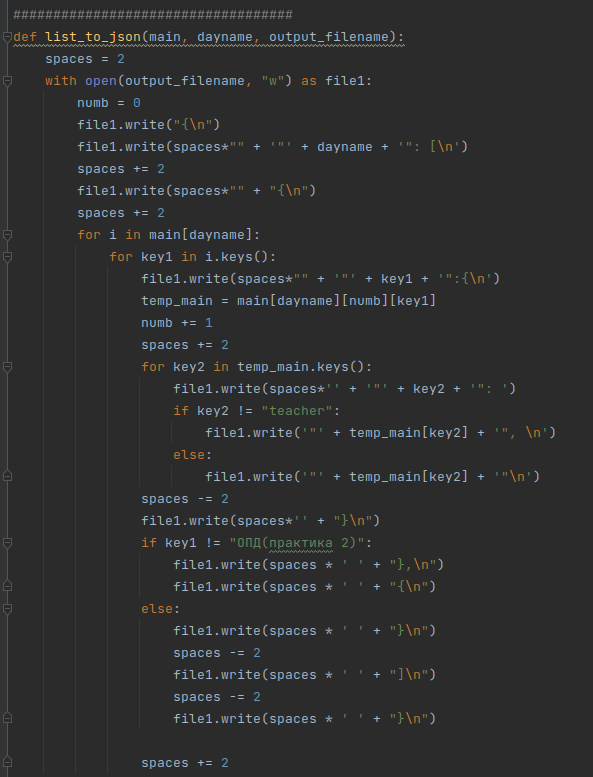 ###################################
def list_to_json(main, dayname, output_filename):
    spaces = 2
    with open(output_filename, "w") as file1:
        numb = 0
        file1.write("{\n")
        file1.write(spaces*"" + '"' + dayname + '": [\n')
        spaces += 2
        file1.write(spaces*"" + "{\n")
        spaces += 2
        for i in main[dayname]:
            for key1 in i.keys():
                file1.write(spaces*"" + '"' + key1 + '":{\n')
                temp_main = main[dayname][numb][key1]
                numb += 1
                spaces += 2
                for key2 in temp_main.keys():
                    file1.write(spaces*'' + '"' + key2 + '": ')
                    if key2 != "teacher":
                        file1.write('"' + temp_main[key2] + '", \n')
                    else:
                        file1.write('"' + temp_main[key2] + '"\n')
                spaces -= 2
                file1.write(spaces*'' + "}\n")
                if key1 != "ОПД(практика 2)":
                    file1.write(spaces * ' ' + "},\n")
                    file1.write(spaces * ' ' + "{\n")
                else:
                    file1.write(spaces * ' ' + "}\n")
                    spaces -= 2
                    file1.write(spaces * ' ' + "]\n")
                    spaces -= 2
                    file1.write(spaces * ' ' + "}\n")

                spaces += 2